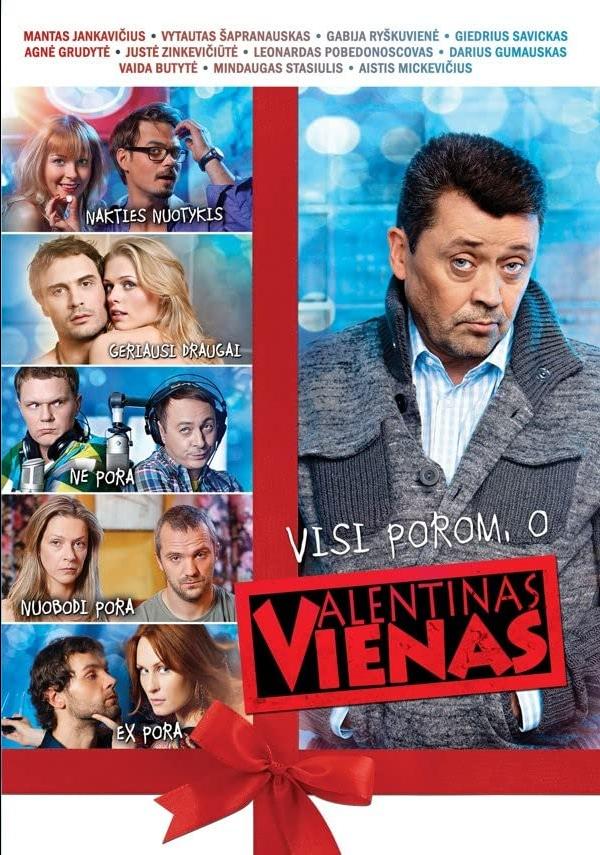 MANTAS JANKAVIČIUS • VYTAUTAS ŠAPRANAUSKAS • GABIJA RYŠKUVIENĖ • GIEDRIUS SAVICKAS
AGNĖ GRUDYTĖ • JUSTĖ ZINKEVIČIŪTĖ • LEONARDAS POBEDONOSCOVAS • DARIUS GUMAUSKAS
VAIDA BUTYTĖ • MINDAUGAS STASIULIS • AISTIS MICKEVIČIUS
NAKTIES NUOTYKIS
GERIAUSI DRAUGAI
NE PORA
NUOBODI PORA
EX PORA
VISI POROM, O
VALENTINAS
VIENAS